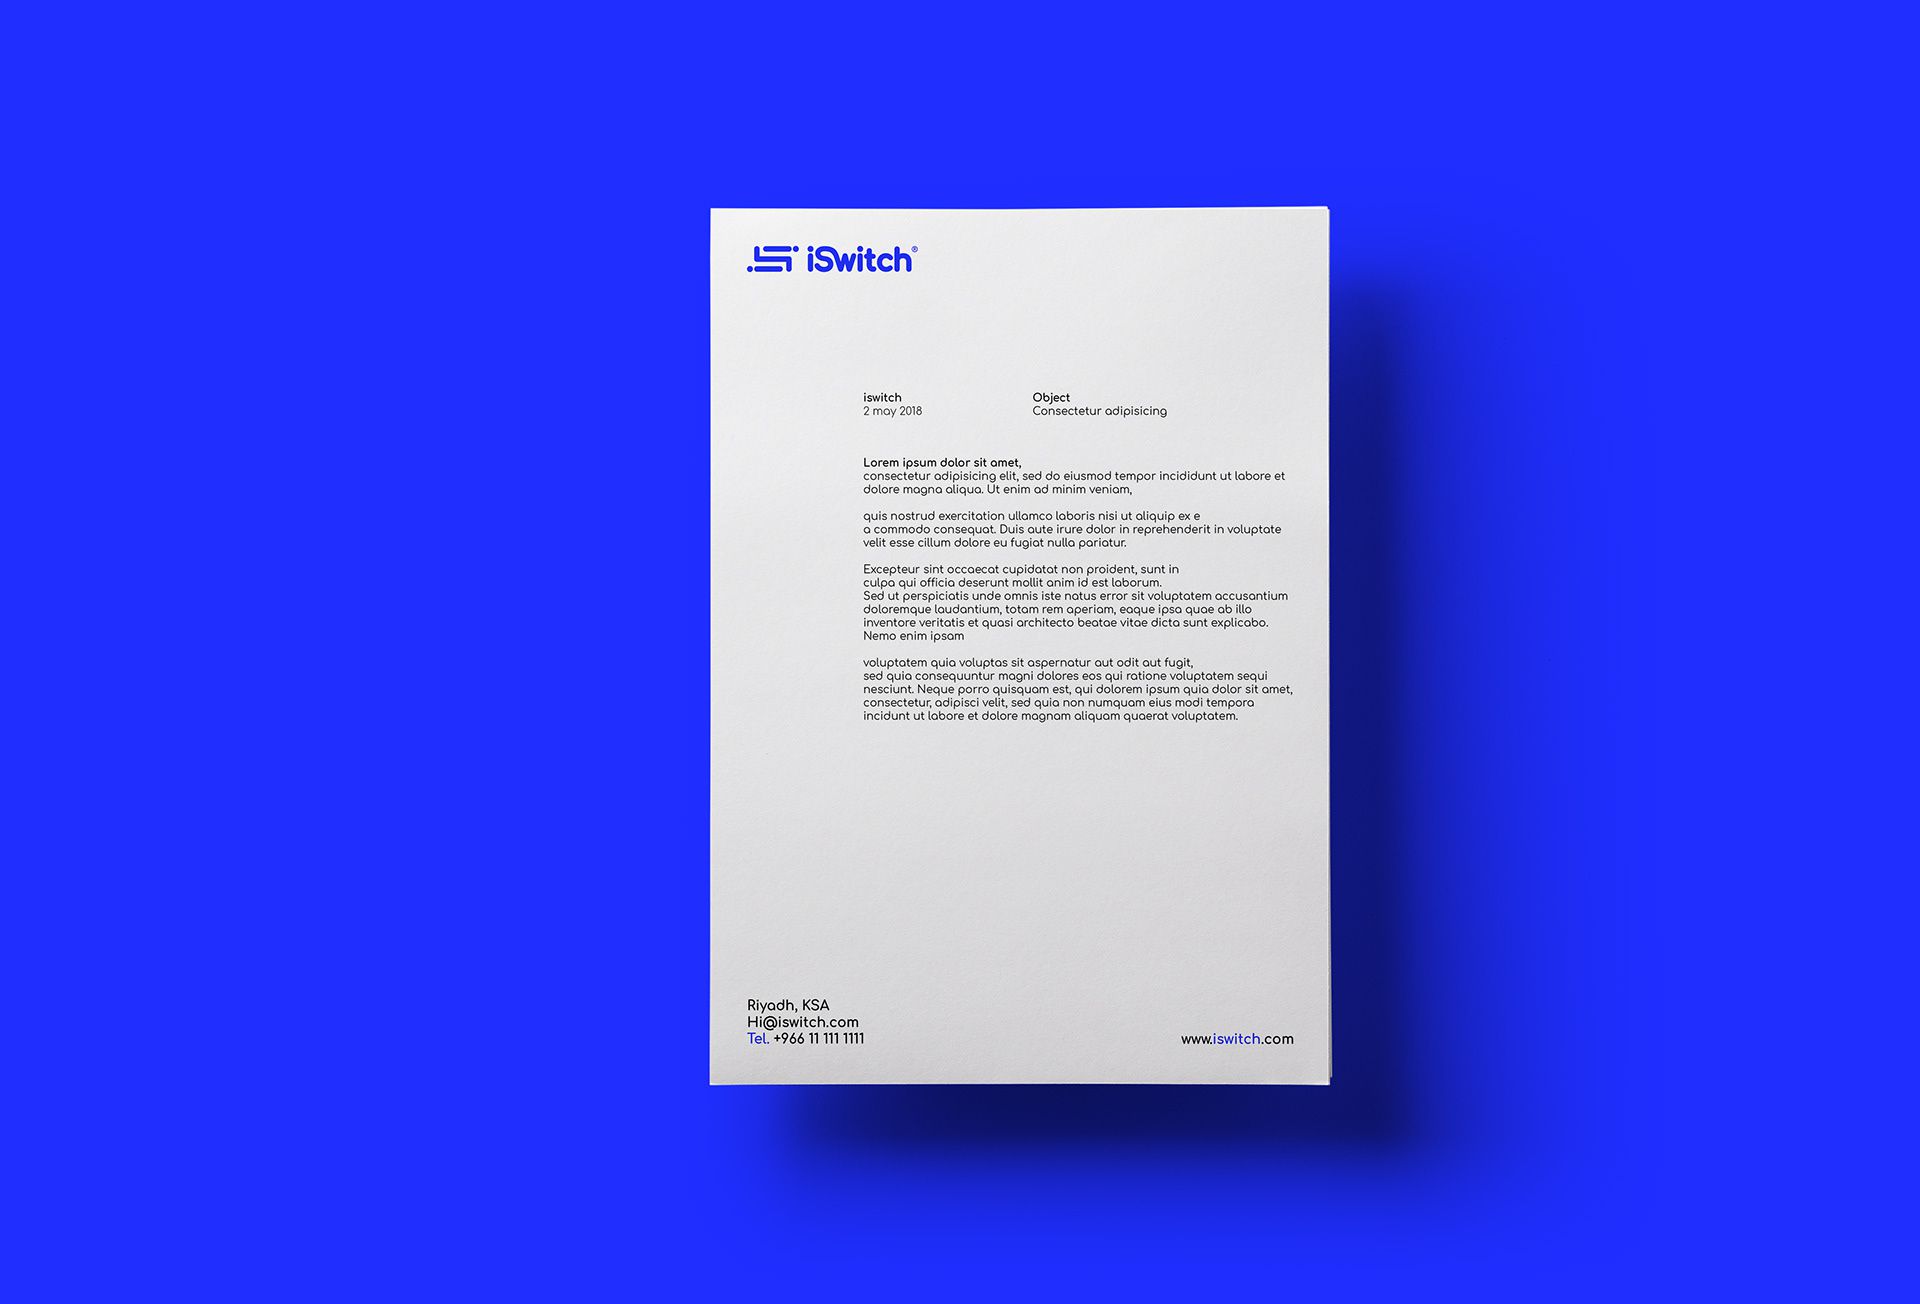 iSwitch®
iswitch
2 may 2018
Object
Consectetur adipisicing
Lorem ipsum dolor sit amet,
consectetur adipisicing elit, sed do eiusmod tempor incididunt ut labore et
dolore magna aliqua. Ut enim ad minim veniam,
quis nostrud exercitation ullamco laboris nisi ut aliquip ex e
a commodo consequat. Duis aute irure dolor in reprehenderit in voluptate
velit esse cillum dolore eu fugiat nulla pariatur.
Excepteur sint occaecat cupidatat non proident, sunt in
culpa qui officia deserunt mollit anim id est laborum.
Sed ut perspiciatis unde omnis iste natus error sit voluptatem accusantium
doloremque laudantium, totam rem aperiam, eaque ipsa quae ab illo
inventore veritatis et quasi architecto beatae vitae dicta sunt explicabo.
Nemo enim ipsam
voluptatem quia voluptas sit aspernatur aut odit aut fugit,
sed quia consequuntur magni dolores eos qui ratione voluptatem sequi
nesciunt. Neque porro quisquam est, qui dolorem ipsum quia dolor sit amet,
consectetur, adipisci velit, sed quia non numquam eius modi tempora
incidunt ut labore et dolore magnam aliquam quaerat voluptatem.
Riyadh, KSA
Hi@iswitch.com
Tel. +966 11 111 1111
www.iswitch.com